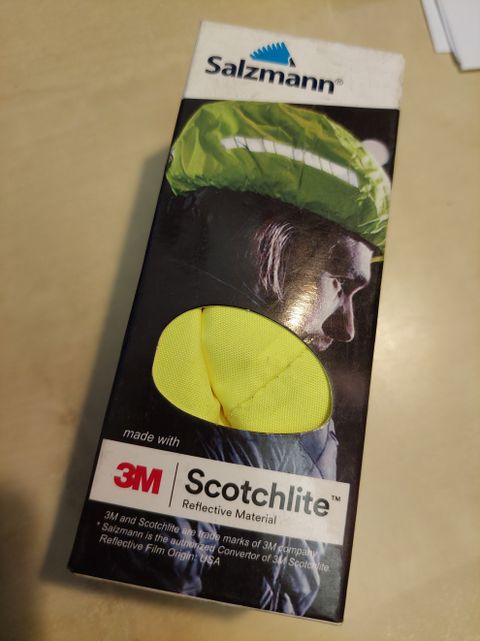 Salzmann®
made with
3M Scotchlite™
Reflective Material
3M and Scotchlite are trade marks of 3M company
* Salzmann is the authorized Convertor of 3M Scotchlite.
Reflective Film Origin: USA